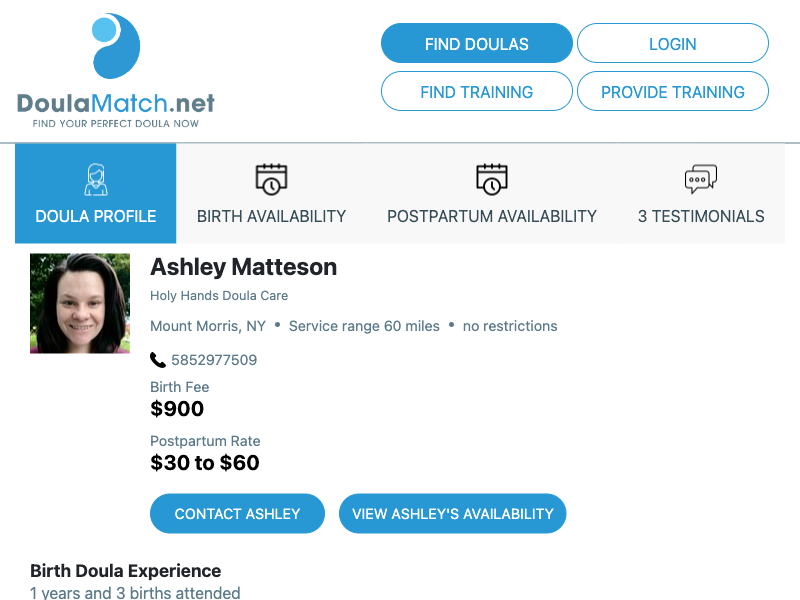 DoulaMatch.net
FIND YOUR PERFECT DOULA NOW
FIND DOULAS
LOGIN
FIND TRAINING
PROVIDE TRAINING
DOULA PROFILE
BIRTH AVAILABILITY
POSTPARTUM AVAILABILITY
3 TESTIMONIALS
Ashley Matteson
Holy Hands Doula Care
Mount Morris, NY • Service range 60 miles • no restrictions
5852977509
Birth Fee
$900
Postpartum Rate
$30 to $60
CONTACT ASHLEY
VIEW ASHLEY'S AVAILABILITY
Birth Doula Experience
1 years and 3 births attended